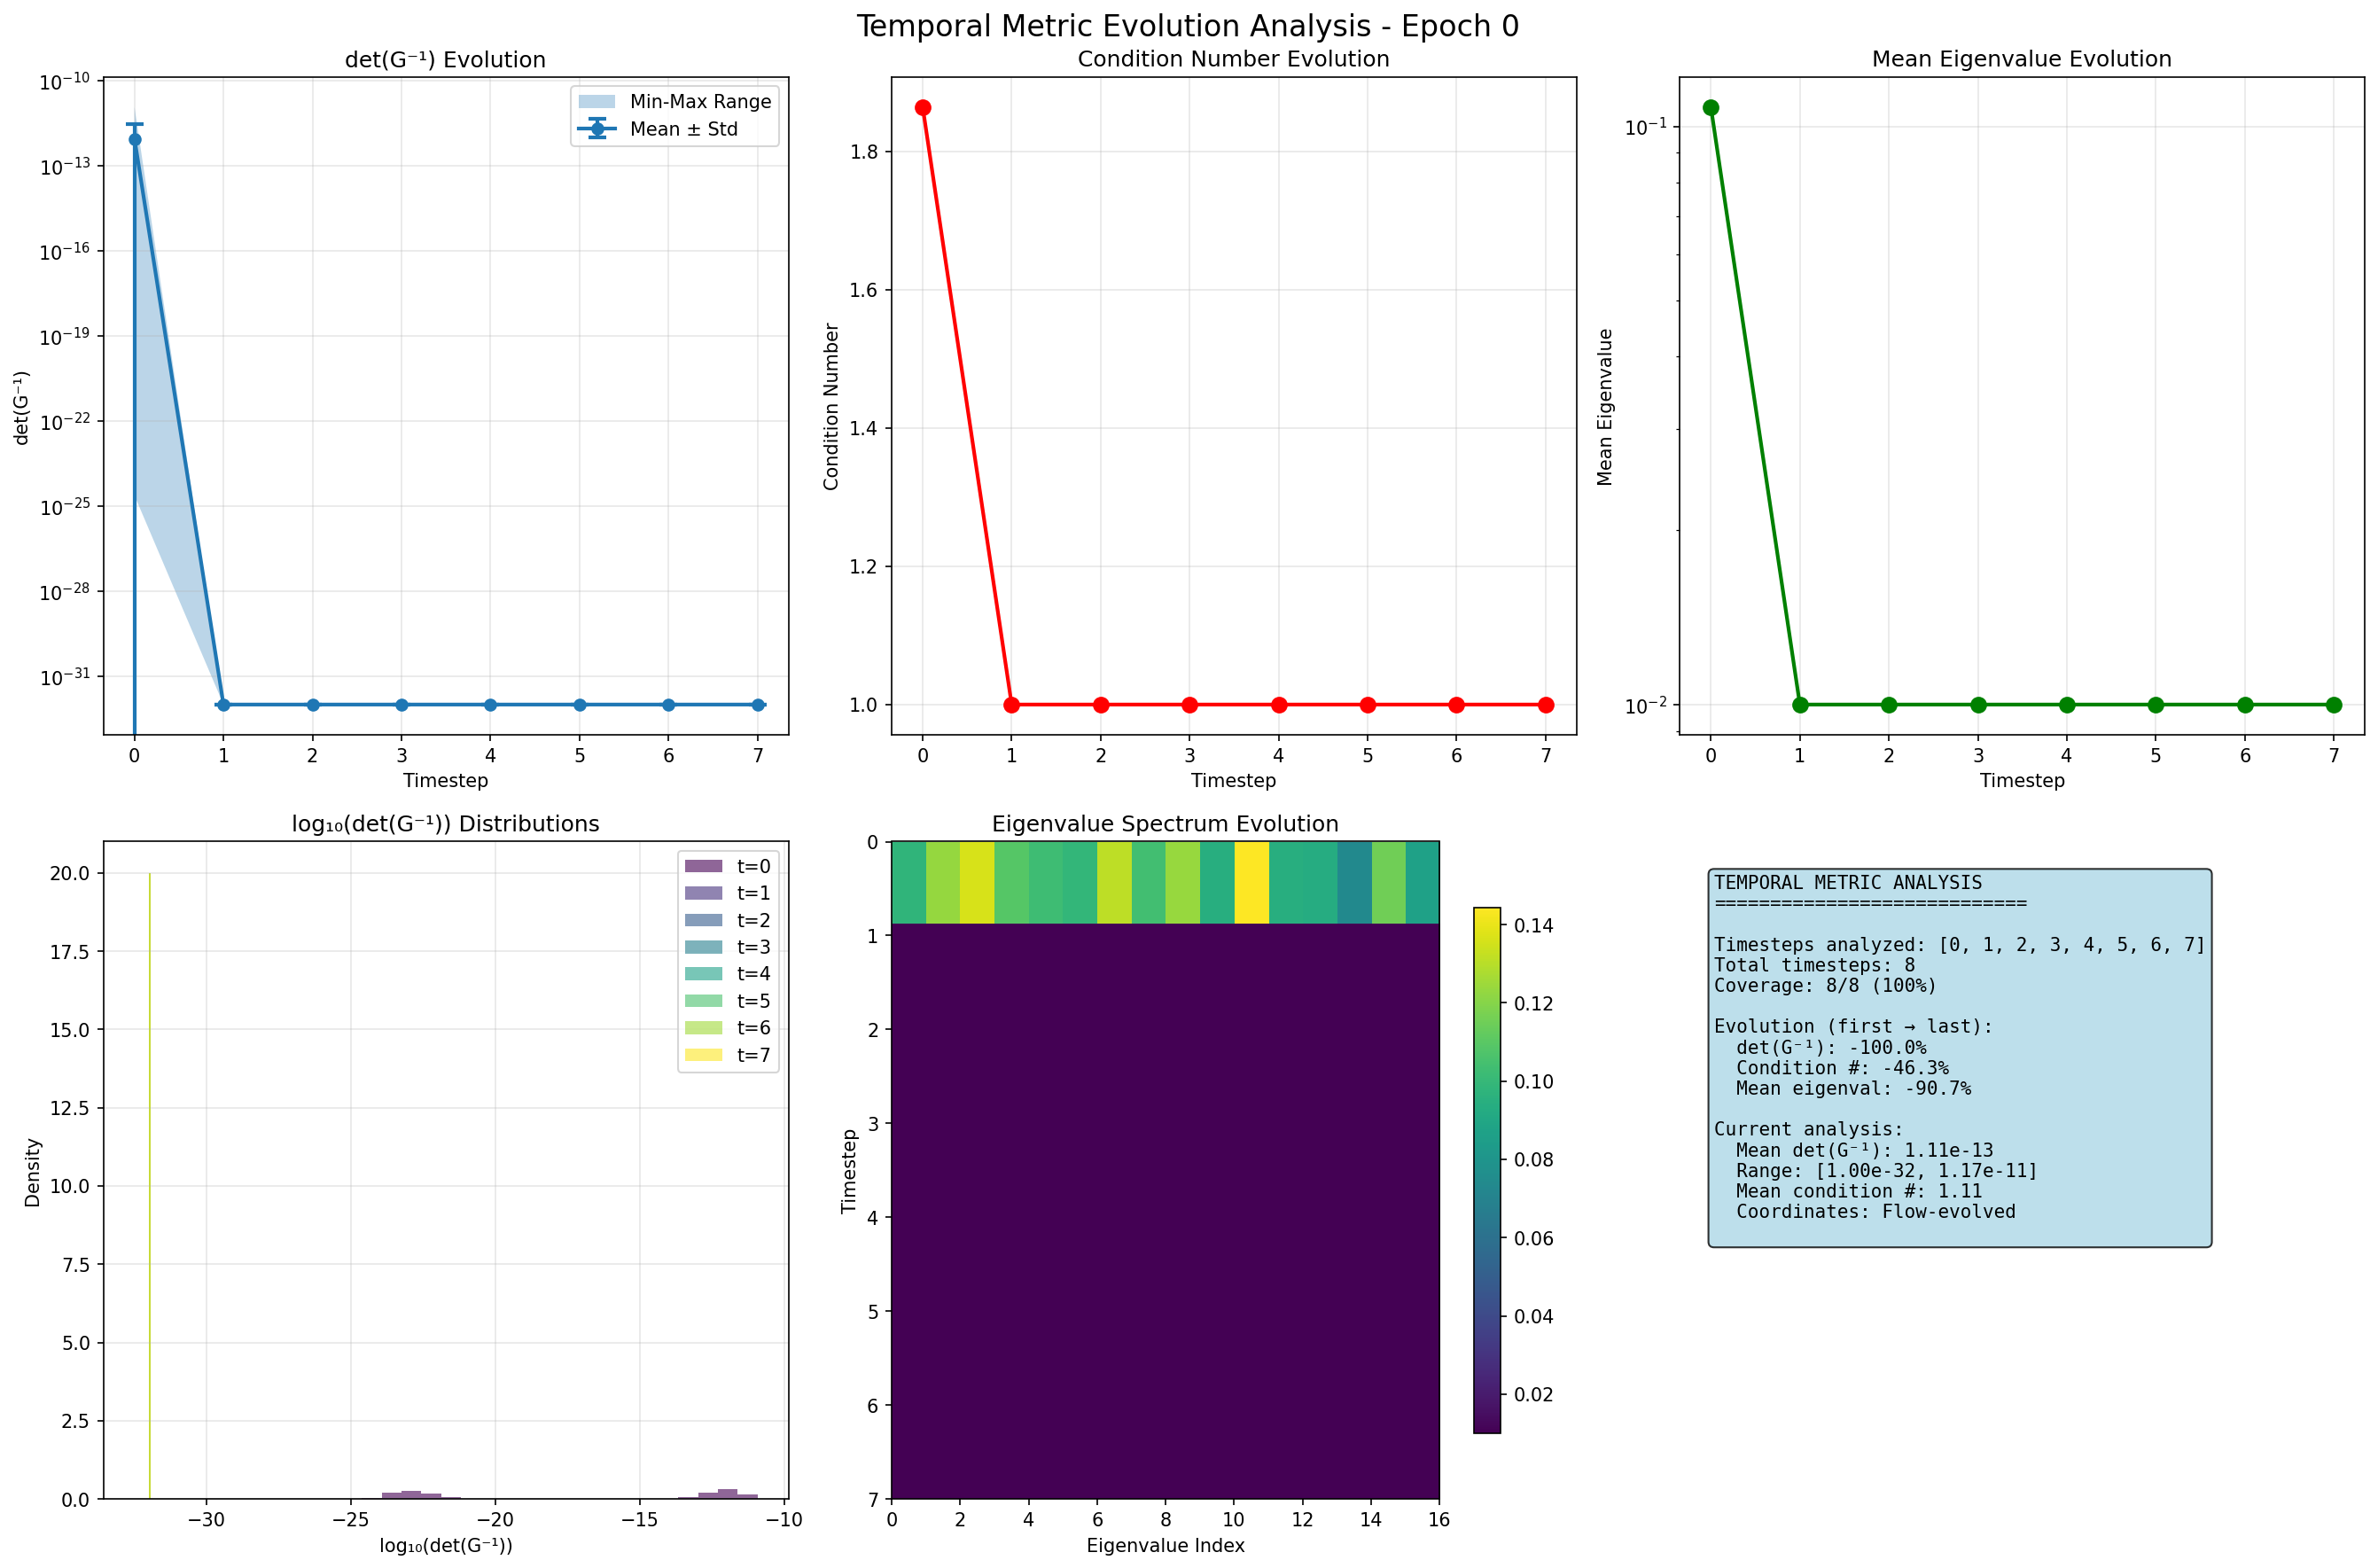 Temporal Metric Evolution Analysis - Epoch 0
det(G⁻¹) Evolution
det(G⁻¹)
10⁻¹⁰
10⁻¹³
10⁻¹⁶
10⁻¹⁹
10⁻²²
10⁻²⁵
10⁻²⁸
10⁻³¹
Min-Max Range
Mean ± Std
0 1 2 3 4 5 6 7
Timestep
Condition Number Evolution
Condition Number
1.8
1.6
1.4
1.2
1.0
0 1 2 3 4 5 6 7
Timestep
Mean Eigenvalue Evolution
Mean Eigenvalue
10⁻¹
10⁻²
0 1 2 3 4 5 6 7
Timestep
log₁₀(det(G⁻¹)) Distributions
Density
20.0
17.5
15.0
12.5
10.0
7.5
5.0
2.5
0.0
t=0
t=1
t=2
t=3
t=4
t=5
t=6
t=7
−30 −25 −20 −15 −10
log₁₀(det(G⁻¹))
Eigenvalue Spectrum Evolution
Timestep
0
1
2
3
4
5
6
7
0 2 4 6 8 10 12 14 16
Eigenvalue Index
0.14
0.12
0.10
0.08
0.06
0.04
0.02
TEMPORAL METRIC ANALYSIS
============================
Timesteps analyzed: [0, 1, 2, 3, 4, 5, 6, 7]
Total timesteps: 8
Coverage: 8/8 (100%)
Evolution (first → last):
det(G⁻¹): -100.0%
Condition #: -46.3%
Mean eigenval: -90.7%
Current analysis:
Mean det(G⁻¹): 1.11e-13
Range: [1.00e-32, 1.17e-11]
Mean condition #: 1.11
Coordinates: Flow-evolved